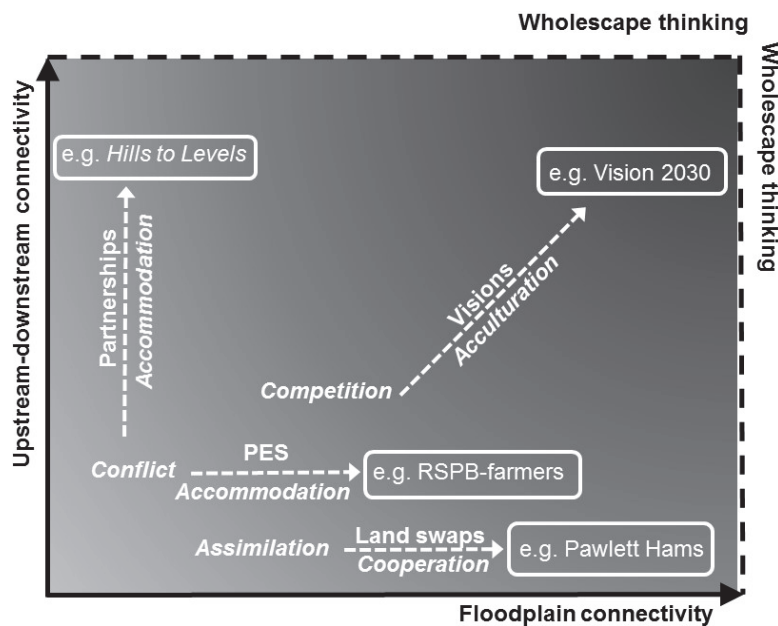 Wholescape thinking
Wholescape thinking
Upstream-downstream connectivity
e.g. Hills to Levels
e.g. Vision 2030
Partnerships
Accommodation
Visions
Acculturation
Competition
Conflict
PES
Accommodation
e.g. RSPB-farmers
Assimilation
Land swaps
Cooperation
e.g. Pawlett Hams
Floodplain connectivity